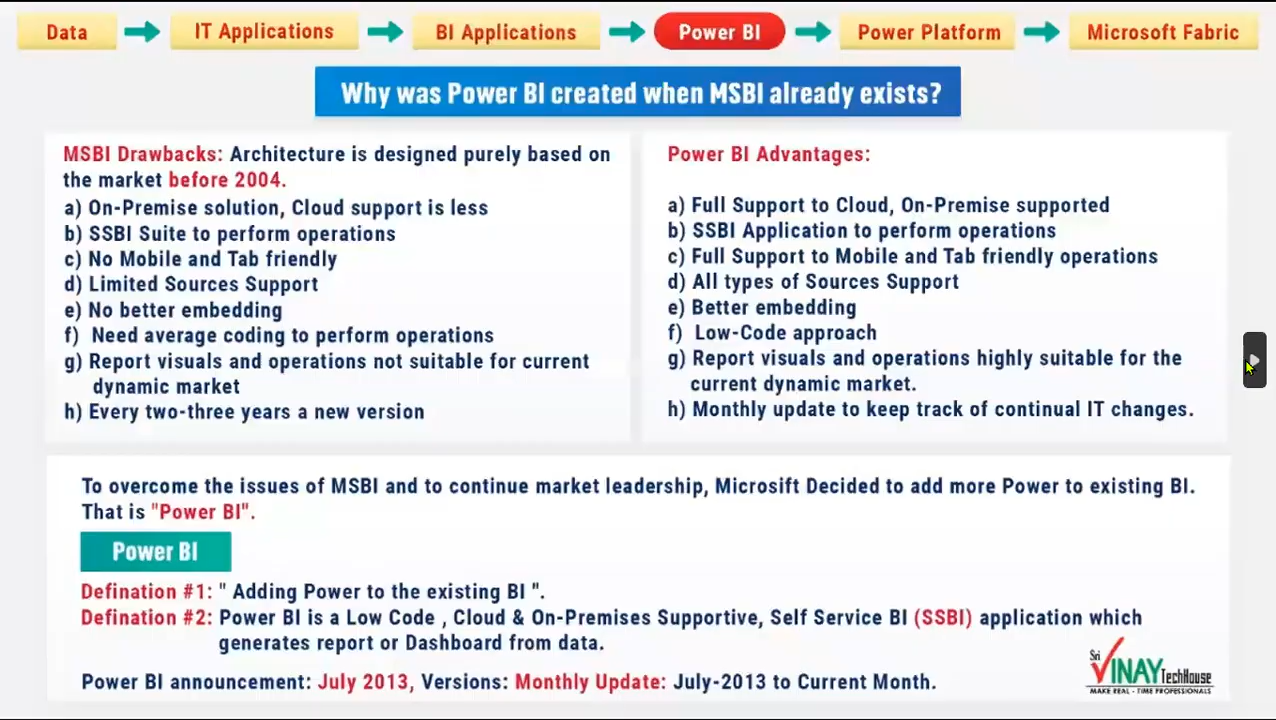 Data IT Applications BI Applications Power BI Power Platform Microsoft Fabric
Why was Power BI created when MSBI already exists?
MSBI Drawbacks: Architecture is designed purely based on
the market before 2004.
a) On-Premise solution, Cloud support is less
b) SSBI Suite to perform operations
c) No Mobile and Tab friendly
d) Limited Sources Support
e) No better embedding
f) Need average coding to perform operations
g) Report visuals and operations not suitable for current
dynamic market
h) Every two-three years a new version
Power BI Advantages:
a) Full Support to Cloud, On-Premise supported
b) SSBI Application to perform operations
c) Full Support to Mobile and Tab friendly operations
d) All types of Sources Support
e) Better embedding
f) Low-Code approach
g) Report visuals and operations highly suitable for the
current dynamic market.
h) Monthly update to keep track of continual IT changes.
To overcome the issues of MSBI and to continue market leadership, Microsift Decided to add more Power to existing BI.
That is "Power BI".
Power BI
Defination #1: " Adding Power to the existing BI ".
Defination #2: Power BI is a Low Code , Cloud & On-Premises Supportive, Self Service BI (SSBI) application which
generates report or Dashboard from data.
Power BI announcement: July 2013, Versions: Monthly Update: July-2013 to Current Month.
Sri
VINAY TechHouse
MAKE REAL - TIME PROFESSIONALS